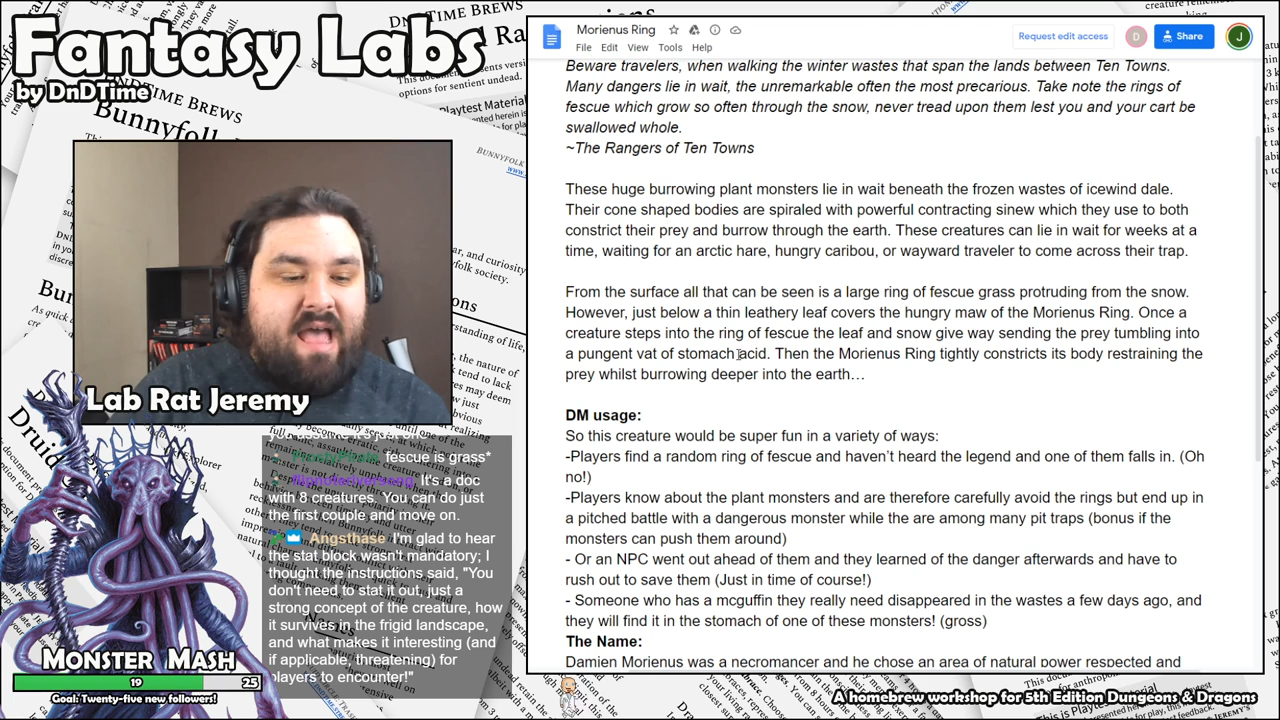 Fantasy Labs
by DnDTime
DND TIME BREWS
Bunnyfolk
Morienus Ring
File Edit View Tools Help
Request edit access
D
Share
J
Beware travelers, when walking the winter wastes that span the lands between Ten Towns.
Many dangers lie in wait, the unremarkable often the most precarious. Take note the rings of
fescue which grow so often through the snow, never tread upon them lest you and your cart be
swallowed whole.
~The Rangers of Ten Towns
These huge burrowing plant monsters lie in wait beneath the frozen wastes of icewind dale.
Their cone shaped bodies are spiraled with powerful contracting sinew which they use to both
constrict their prey and burrow through the earth. These creatures can lie in wait for weeks at a
time, waiting for an arctic hare, hungry caribou, or wayward traveler to come across their trap.
From the surface all that can be seen is a large ring of fescue grass protruding from the snow.
However, just below a thin leathery leaf covers the hungry maw of the Morienus Ring. Once a
creature steps into the ring of fescue the leaf and snow give way sending the prey tumbling into
a pungent vat of stomach acid. Then the Morienus Ring tightly constricts its body restraining the
prey whilst burrowing deeper into the earth…
DM usage:
So this creature would be super fun in a variety of ways:
-Players find a random ring of fescue and haven't heard the legend and one of them falls in. (Oh
no!)
-Players know about the plant monsters and are therefore carefully avoid the rings but end up in
a pitched battle with a dangerous monster while the are among many pit traps (bonus if the
monsters can push them around)
- Or an NPC went out ahead of them and they learned of the danger afterwards and have to
rush out to save them (Just in time of course!)
- Someone who has a mcguffin they really need disappeared in the wastes a few days ago, and
they will find it in the stomach of one of these monsters! (gross)
The Name:
Damien Morienus was a necromancer and he chose an area of natural power respected and
Lab Rat Jeremy
fescue is grass*
It's a doc
with 8 creatures. You can do just
the first couple and move on.
Angsthase I'm glad to hear
the stat block wasn't mandatory; I
thought the instructions said, "You
don't need to stat it out, just a
strong concept of the creature, how
it survives in the frigid landscape,
and what makes it interesting (and
if applicable, threatening) for
players to encounter!"
MONSTER MASH
19
25
Goal: Twenty-five new followers!
A homebrew workshop for 5th Edition Dungeons & Dragons